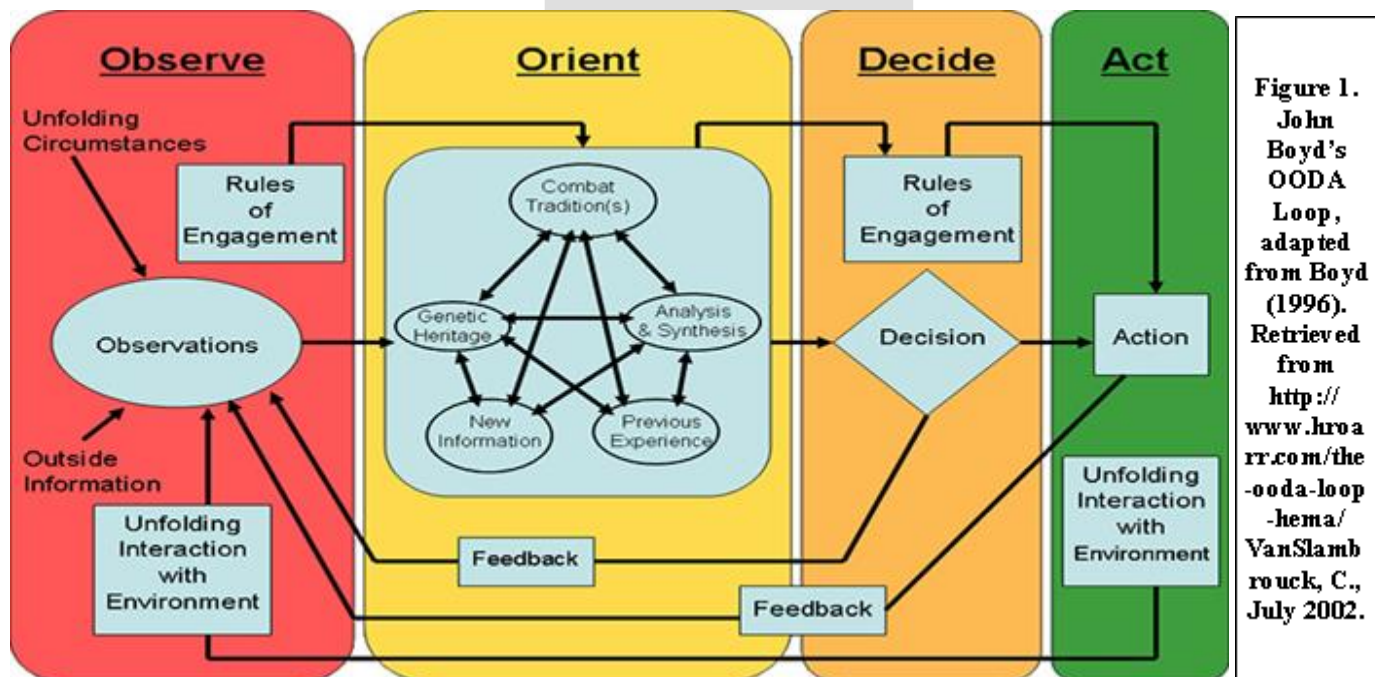 Observe
Unfolding
Circumstances
Rules
of
Engagement
Observations
Outside
Information
Unfolding
Interaction
with
Environment
Orient
Combat
Tradition(s)
Genetic
Heritage
Analysis
& Synthesis
New
Information
Previous
Experience
Feedback
Decide
Rules
of
Engagement
Decision
Feedback
Act
Action
Unfolding
Interaction
with
Environment
Figure 1.
John
Boyd's
OODA
Loop,
adapted
from Boyd
(1996).
Retrieved
from
http://
www.hroa
rr.com/the
-ooda-loop
-hema/
VanSlamb
rouck, C.,
July 2002.